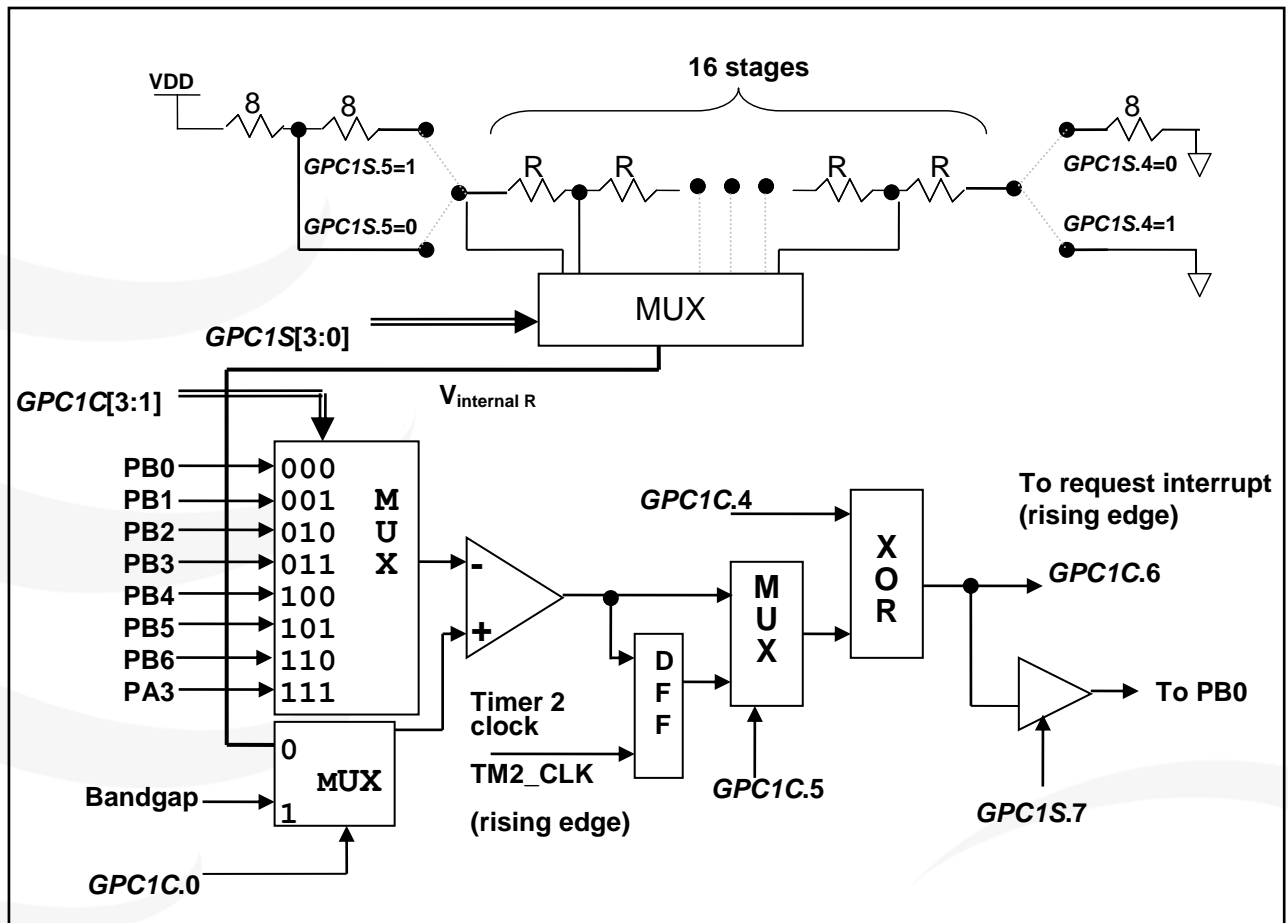 16 stages
VDD
8
8
8
GPC1S.5=1
R
R
R
R
GPC1S.4=0
GPC1S.5=0
GPC1S.4=1
MUX
GPC1S[3:0]
V internal R
GPC1C[3:1]
PB0
000
PB1
001
PB2
010
PB3
011
PB4
100
PB5
101
PB6
110
PA3
111
M
U
X
-
+
GPC1C.4
X
O
R
To request interrupt
(rising edge)
GPC1C.6
M
U
X
D
F
F
Timer 2
clock
TM2_CLK
(rising edge)
GPC1C.5
To PB0
GPC1S.7
0
MUX
Bandgap
1
GPC1C.0